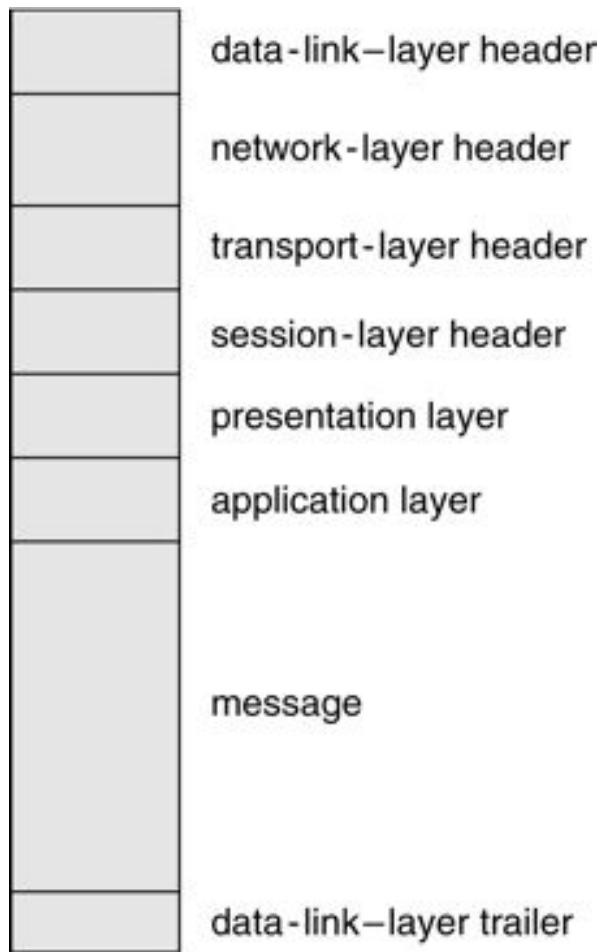 data-link–layer header
network-layer header
transport-layer header
session-layer header
presentation layer
application layer
message
data-link–layer trailer